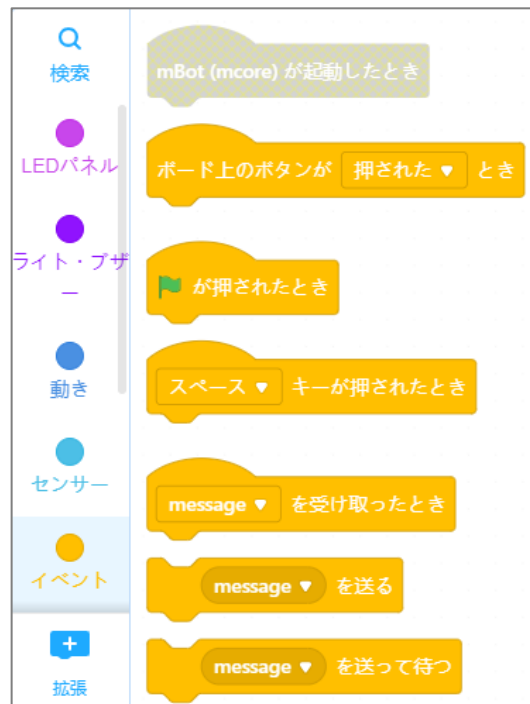 検索
LEDパネル
ライト・ブザ
ー
動き
センサー
イベント
拡張
mBot (mcore) が起動したとき
ボード上のボタンが 押された とき
が押されたとき
スペース キーが押されたとき
message を受け取ったとき
message を送る
message を送って待つ